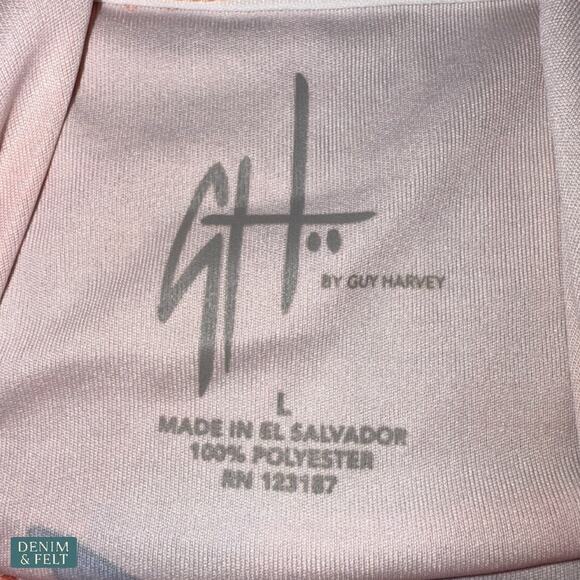 GH
BY GUY HARVEY
L
MADE IN EL SALVADOR
100% POLYESTER
RN 123187
DENIM
& FELT